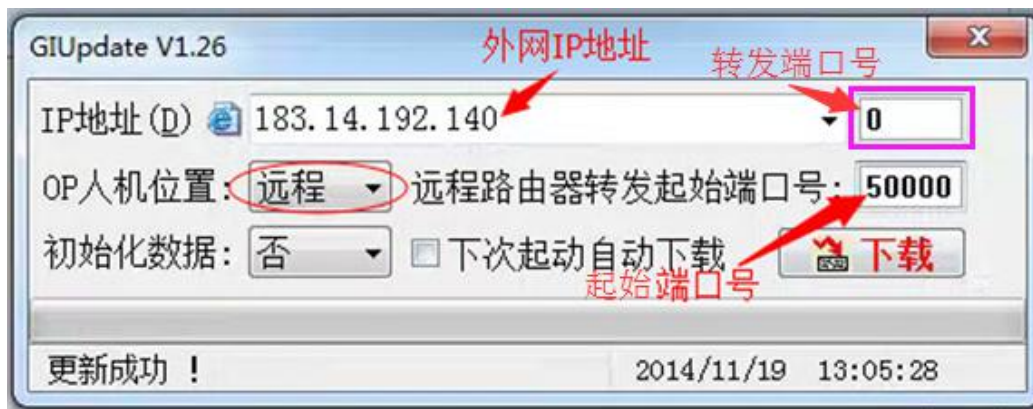 GIUpdate V1.26
外网IP地址
转发端口号
IP地址(D) 183.14.192.140 0
OP人机位置: 远程 远程路由器转发起始端口号: 50000
初始化数据: 否 下次起动自动下载 下载
起始端口号
更新成功 ! 2014/11/19 13:05:28